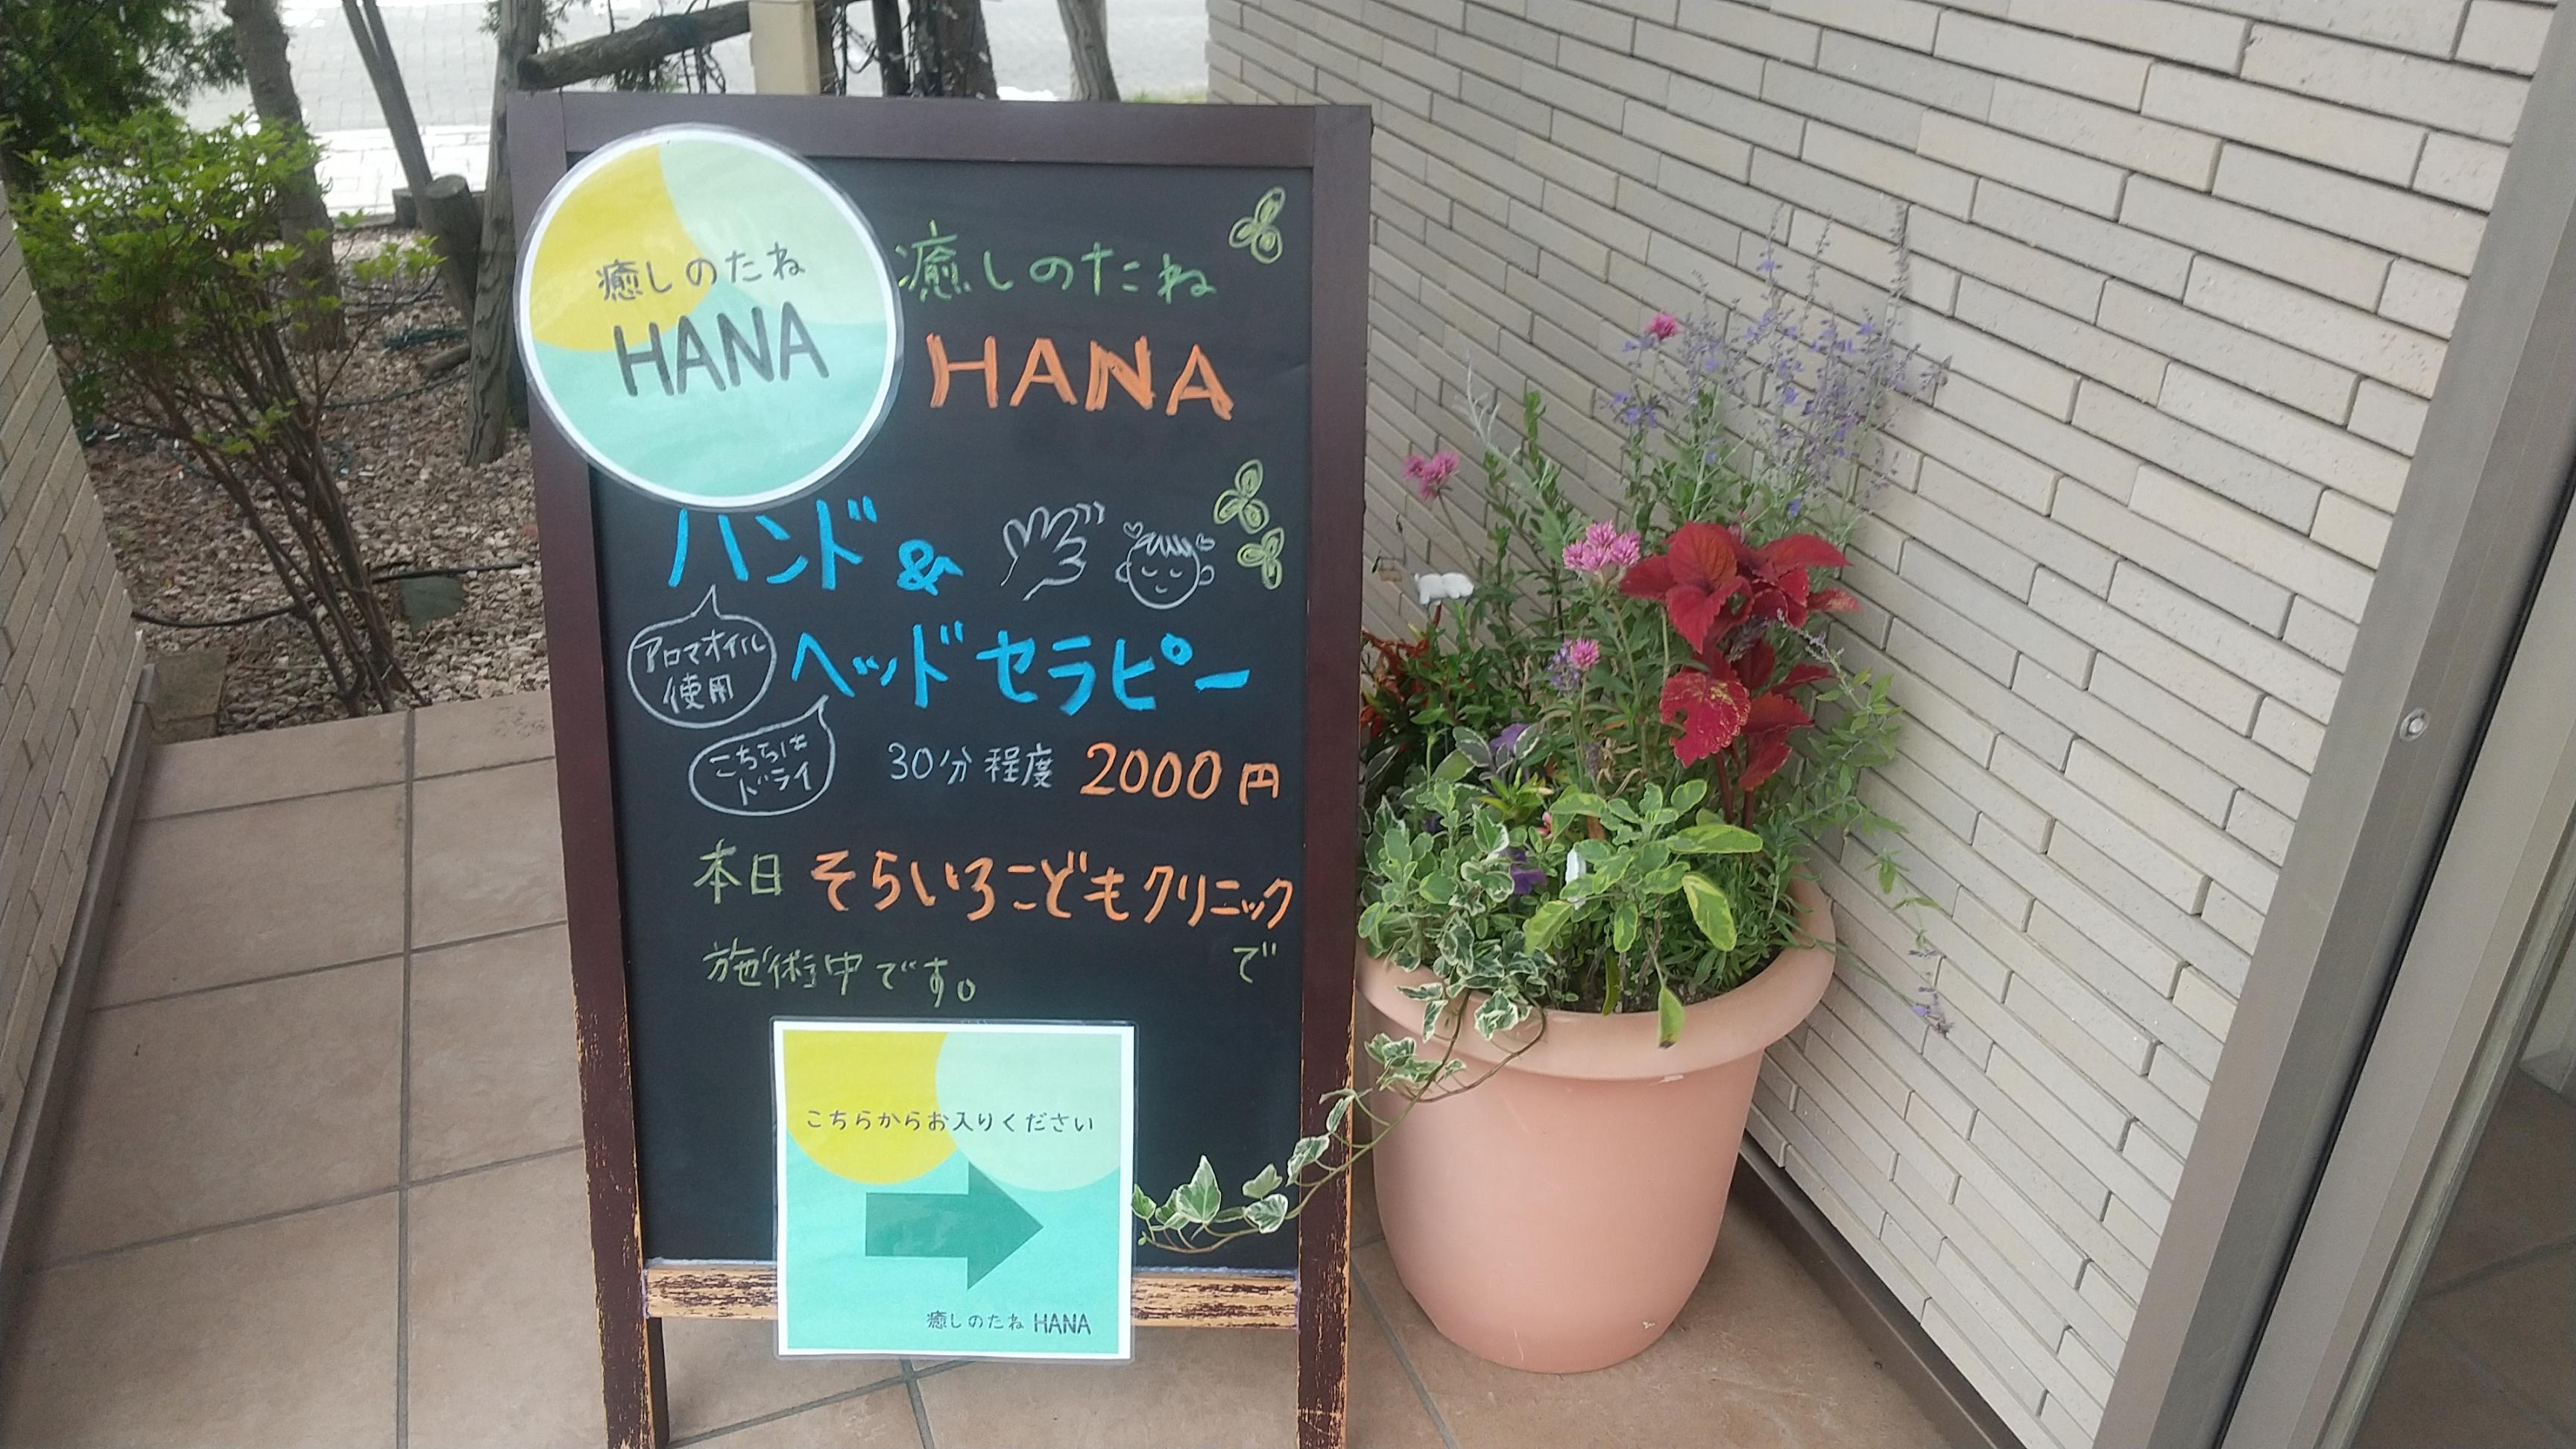 癒しのたね
HANA
癒しのたね
HANA
ハンド &
アロマオイル
使用
ヘッドセラピー
こちらは
ドライ
30分程度 2000円
本日 そらいろこどもクリニック
で
施術中です。
こちらからお入りください
癒しのたね HANA